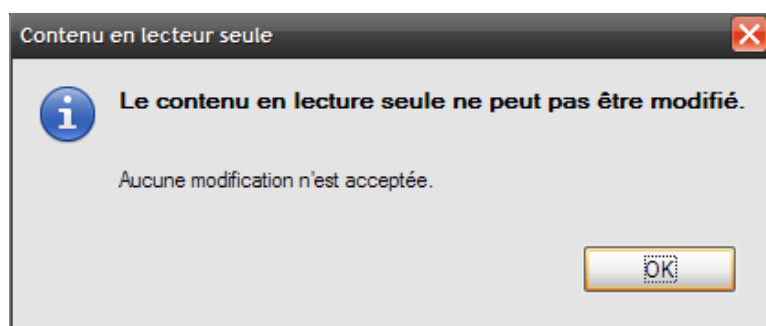 Contenu en lecteur seule
Le contenu en lecture seule ne peut pas être modifié.
Aucune modification n'est acceptée.
OK